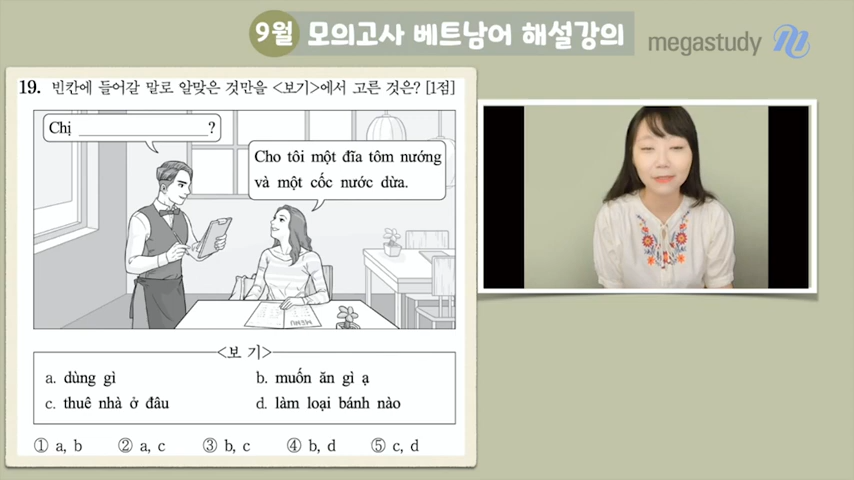 9월 모의고사 베트남어 해설강의
megastudy
19. 빈칸에 들어갈 말로 알맞은 것만을 <보기>에서 고른 것은? [1점]
Chị ____________________?
Cho tôi một đĩa tôm nướng
và một cốc nước dừa.
MENU
<보 기>
a. dùng gì
b. muốn ăn gì ạ
c. thuê nhà ở đâu
d. làm loại bánh nào
① a, b ② a, c ③ b, c ④ b, d ⑤ c, d